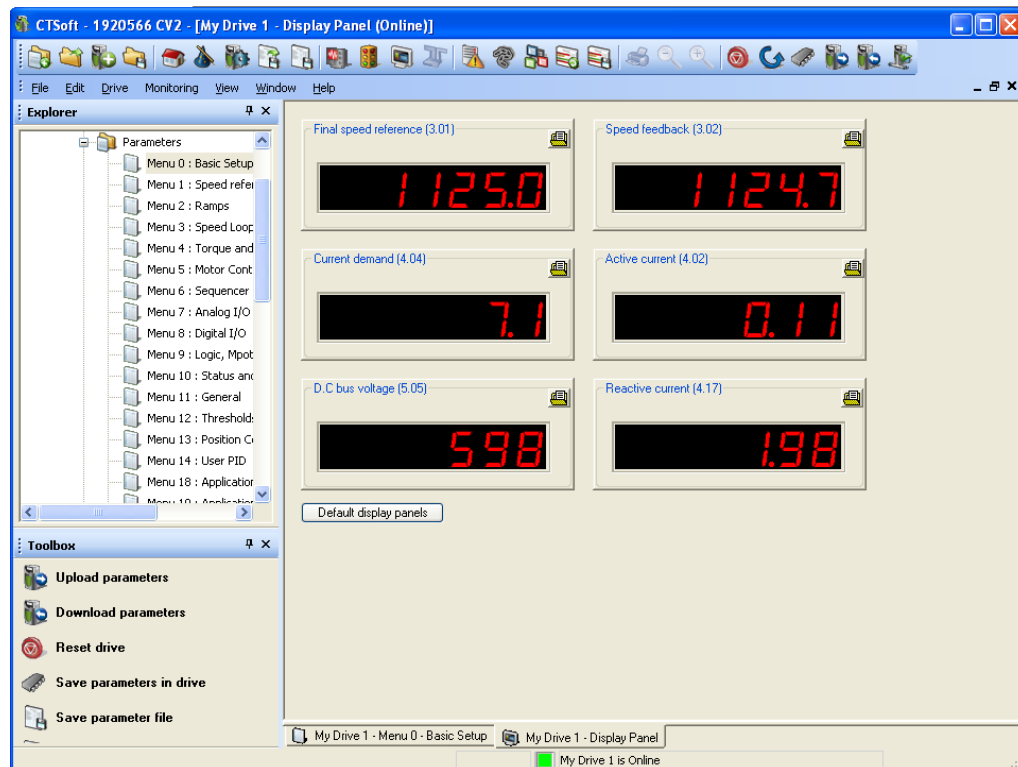 CTSoft - 1920566 CV2 - [My Drive 1 - Display Panel (Online)]
File Edit Drive Monitoring View Window Help
Explorer
Parameters
Menu 0 : Basic Setup
Menu 1 : Speed refer
Menu 2 : Ramps
Menu 3 : Speed Loop
Menu 4 : Torque and
Menu 5 : Motor Cont
Menu 6 : Sequencer
Menu 7 : Analog I/O
Menu 8 : Digital I/O
Menu 9 : Logic, Mpot
Menu 10 : Status and
Menu 11 : General
Menu 12 : Threshold
Menu 13 : Position C
Menu 14 : User PID
Menu 18 : Application
Menu 19 : Application
Final speed reference (3.01)
1125.0
Speed feedback (3.02)
1124.7
Current demand (4.04)
7.1
Active current (4.02)
0.11
D.C bus voltage (5.05)
598
Reactive current (4.17)
1.98
Default display panels
Toolbox
Upload parameters
Download parameters
Reset drive
Save parameters in drive
Save parameter file
My Drive 1 - Menu 0 - Basic Setup
My Drive 1 - Display Panel
My Drive 1 is Online